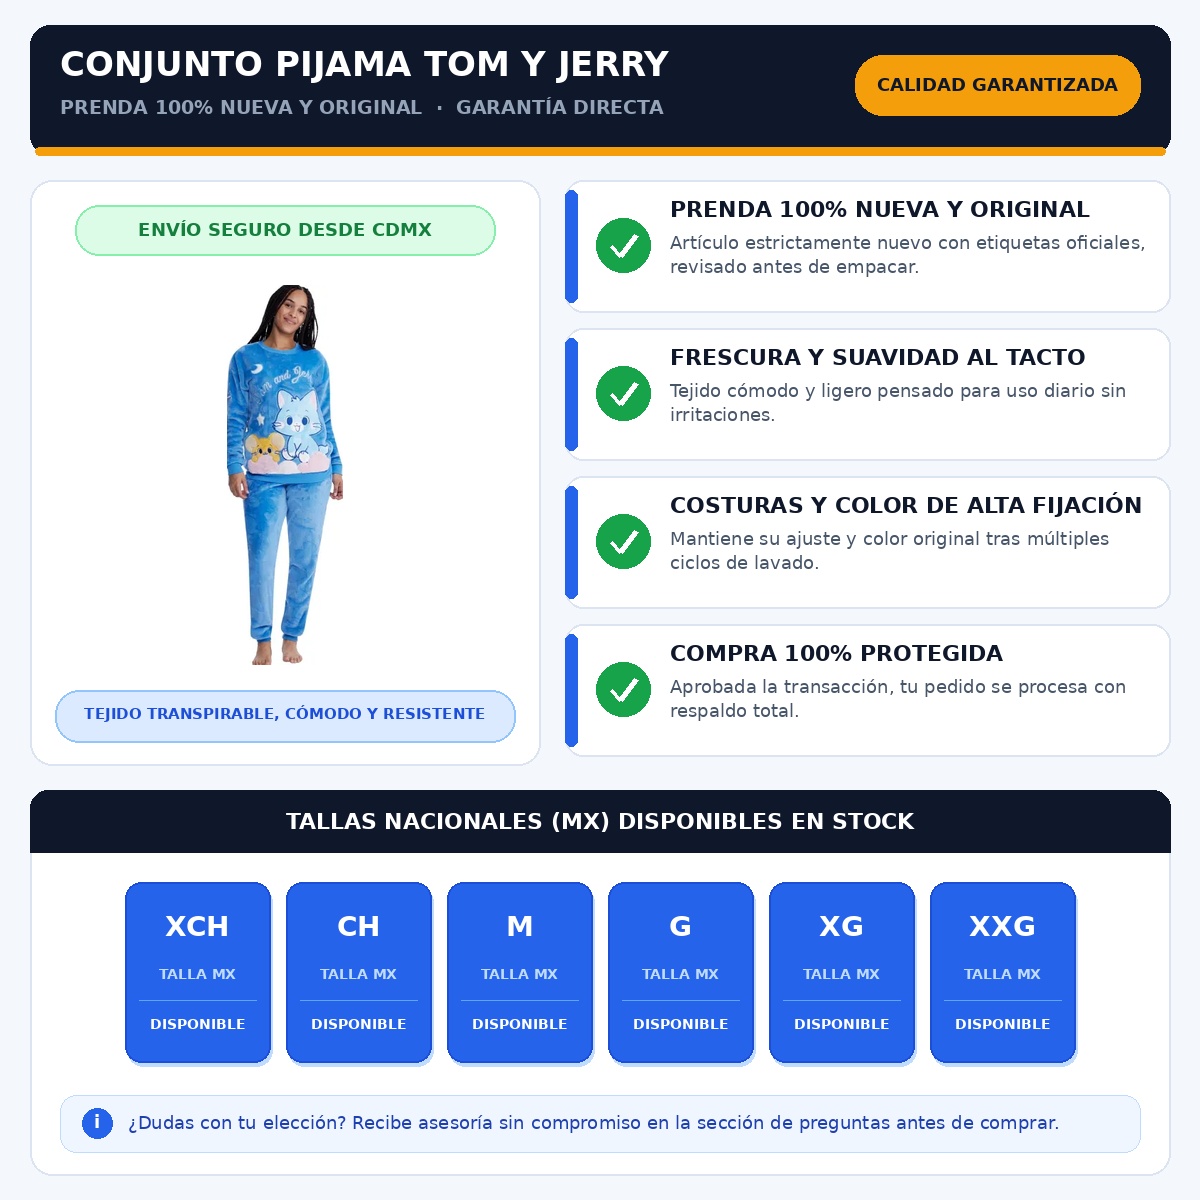 CONJUNTO PIJAMA TOM Y JERRY
PRENDA 100% NUEVA Y ORIGINAL · GARANTÍA DIRECTA
CALIDAD GARANTIZADA
ENVÍO SEGURO DESDE CDMX
and
TEJIDO TRANSPIRABLE, CÓMODO Y RESISTENTE
PRENDA 100% NUEVA Y ORIGINAL
Artículo estrictamente nuevo con etiquetas oficiales,
revisado antes de empacar.
FRESCURA Y SUAVIDAD AL TACTO
Tejido cómodo y ligero pensado para uso diario sin
irritaciones.
COSTURAS Y COLOR DE ALTA FIJACIÓN
Mantiene su ajuste y color original tras múltiples
ciclos de lavado.
COMPRA 100% PROTEGIDA
Aprobada la transacción, tu pedido se procesa con
respaldo total.
TALLAS NACIONALES (MX) DISPONIBLES EN STOCK
XCH
TALLA MX
DISPONIBLE
CH
TALLA MX
DISPONIBLE
M
TALLA MX
DISPONIBLE
G
TALLA MX
DISPONIBLE
XG
TALLA MX
DISPONIBLE
XXG
TALLA MX
DISPONIBLE
i
¿Dudas con tu elección? Recibe asesoría sin compromiso en la sección de preguntas antes de comprar.